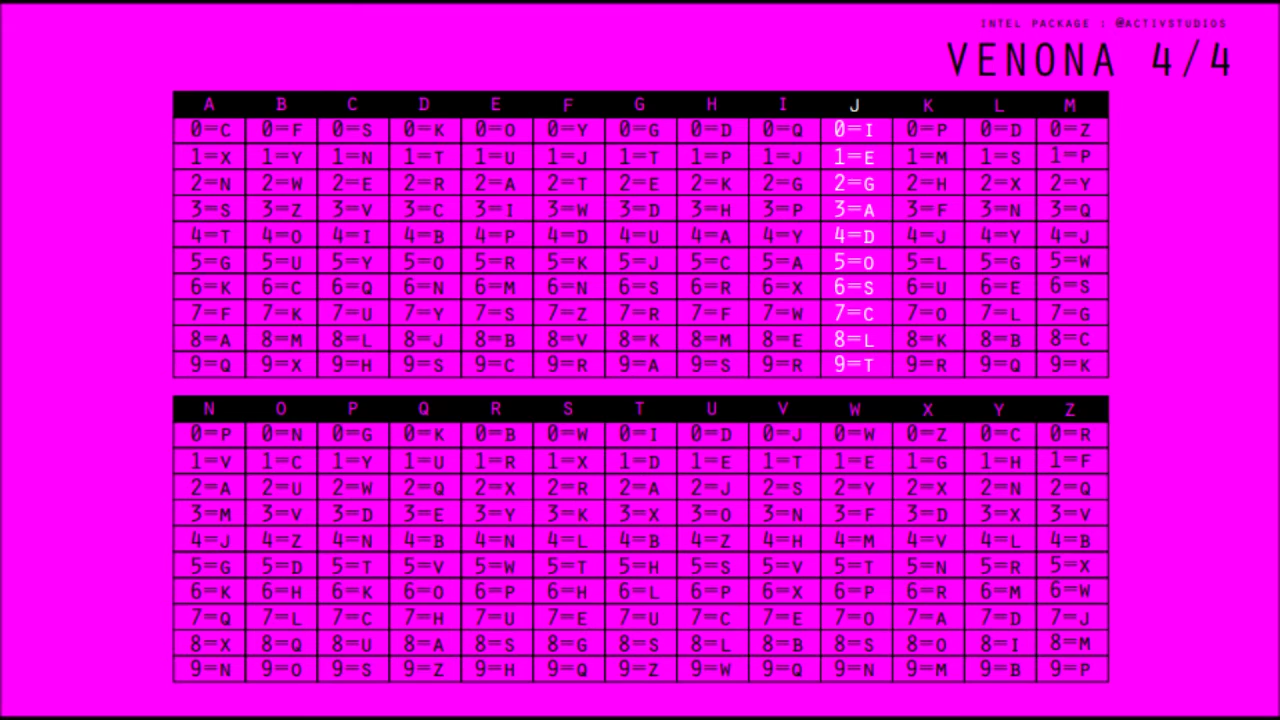 INTEL PACKAGE : @ACTIVSTUDIOS
VENONA 4/4
A B C D E F G H I J K L M
0=C 0=F 0=S 0=K 0=O 0=Y 0=G 0=D 0=Q 0=I 0=P 0=D 0=Z
1=X 1=Y 1=N 1=T 1=U 1=J 1=T 1=P 1=J 1=E 1=M 1=S 1=P
2=N 2=W 2=E 2=R 2=A 2=T 2=E 2=K 2=G 2=G 2=H 2=X 2=Y
3=S 3=Z 3=V 3=C 3=I 3=W 3=D 3=H 3=P 3=A 3=F 3=N 3=Q
4=T 4=O 4=I 4=B 4=P 4=D 4=U 4=A 4=Y 4=D 4=J 4=Y 4=J
5=G 5=U 5=Y 5=O 5=R 5=K 5=J 5=C 5=A 5=O 5=L 5=G 5=W
6=K 6=C 6=Q 6=N 6=M 6=N 6=S 6=R 6=X 6=S 6=U 6=E 6=S
7=F 7=K 7=U 7=Y 7=S 7=Z 7=R 7=F 7=W 7=C 7=O 7=L 7=G
8=A 8=M 8=L 8=J 8=B 8=V 8=K 8=M 8=E 8=L 8=K 8=B 8=C
9=Q 9=X 9=H 9=S 9=C 9=R 9=A 9=S 9=R 9=T 9=R 9=Q 9=K
N O P Q R S T U V W X Y Z
0=P 0=N 0=G 0=K 0=B 0=W 0=I 0=D 0=J 0=W 0=Z 0=C 0=R
1=V 1=C 1=Y 1=U 1=R 1=X 1=D 1=E 1=T 1=E 1=G 1=H 1=F
2=A 2=U 2=W 2=Q 2=X 2=R 2=A 2=J 2=S 2=Y 2=X 2=N 2=Q
3=M 3=V 3=D 3=E 3=Y 3=K 3=X 3=O 3=N 3=F 3=D 3=X 3=V
4=J 4=Z 4=N 4=B 4=N 4=L 4=B 4=Z 4=H 4=M 4=V 4=L 4=B
5=G 5=D 5=T 5=V 5=W 5=T 5=H 5=S 5=V 5=T 5=N 5=R 5=X
6=K 6=H 6=K 6=O 6=P 6=H 6=L 6=P 6=X 6=P 6=R 6=M 6=W
7=Q 7=L 7=C 7=H 7=U 7=E 7=U 7=C 7=E 7=O 7=A 7=D 7=J
8=X 8=Q 8=U 8=A 8=S 8=G 8=S 8=L 8=B 8=S 8=O 8=I 8=M
9=N 9=O 9=S 9=Z 9=H 9=Q 9=Z 9=W 9=Q 9=N 9=M 9=B 9=P